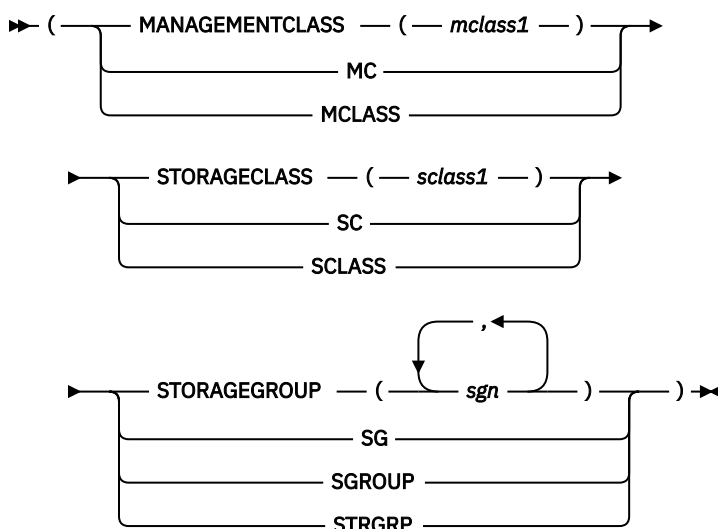 ( MANAGEMENTCLASS ( mclass1 )
MC
MCLASS
STORAGECLASS ( sclass1 )
SC
SCLASS
,
STORAGEGROUP ( sgn ) )
SG
SGROUP
STRGRP